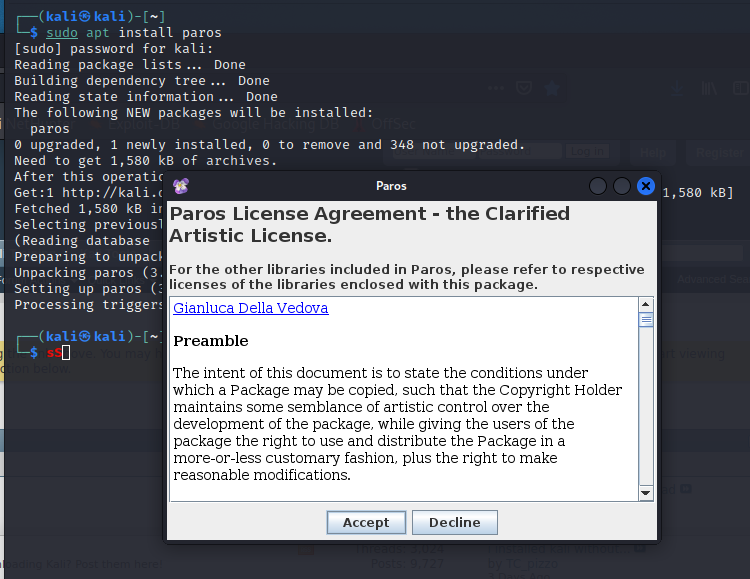 ┌──(kali㉿kali)-[~]
└─$ sudo apt install paros
[sudo] password for kali:
Reading package lists... Done
Building dependency tree... Done
Reading state information... Done
The following NEW packages will be installed:
paros
0 upgraded, 1 newly installed, 0 to remove and 348 not upgraded.
Need to get 1,580 kB of archives.
After this operatio
Get:1 http://kali.
1,580 kB]
Fetched 1,580 kB in
Selecting previousl
(Reading database
Preparing to unpack
Unpacking paros (3.
Setting up paros (3
Processing triggers
┌──(kali㉿kali)-[~]
└─$ sS
Paros
Paros License Agreement - the Clarified
Artistic License.
For the other libraries included in Paros, please refer to respective
licenses of the libraries enclosed with this package.
Gianluca Della Vedova
Preamble
The intent of this document is to state the conditions under
which a Package may be copied, such that the Copyright Holder
maintains some semblance of artistic control over the
development of the package, while giving the users of the
package the right to use and distribute the Package in a
more-or-less customary fashion, plus the right to make
reasonable modifications.
Accept
Decline
Log in
Help
Register
Advanced Search
OffSec